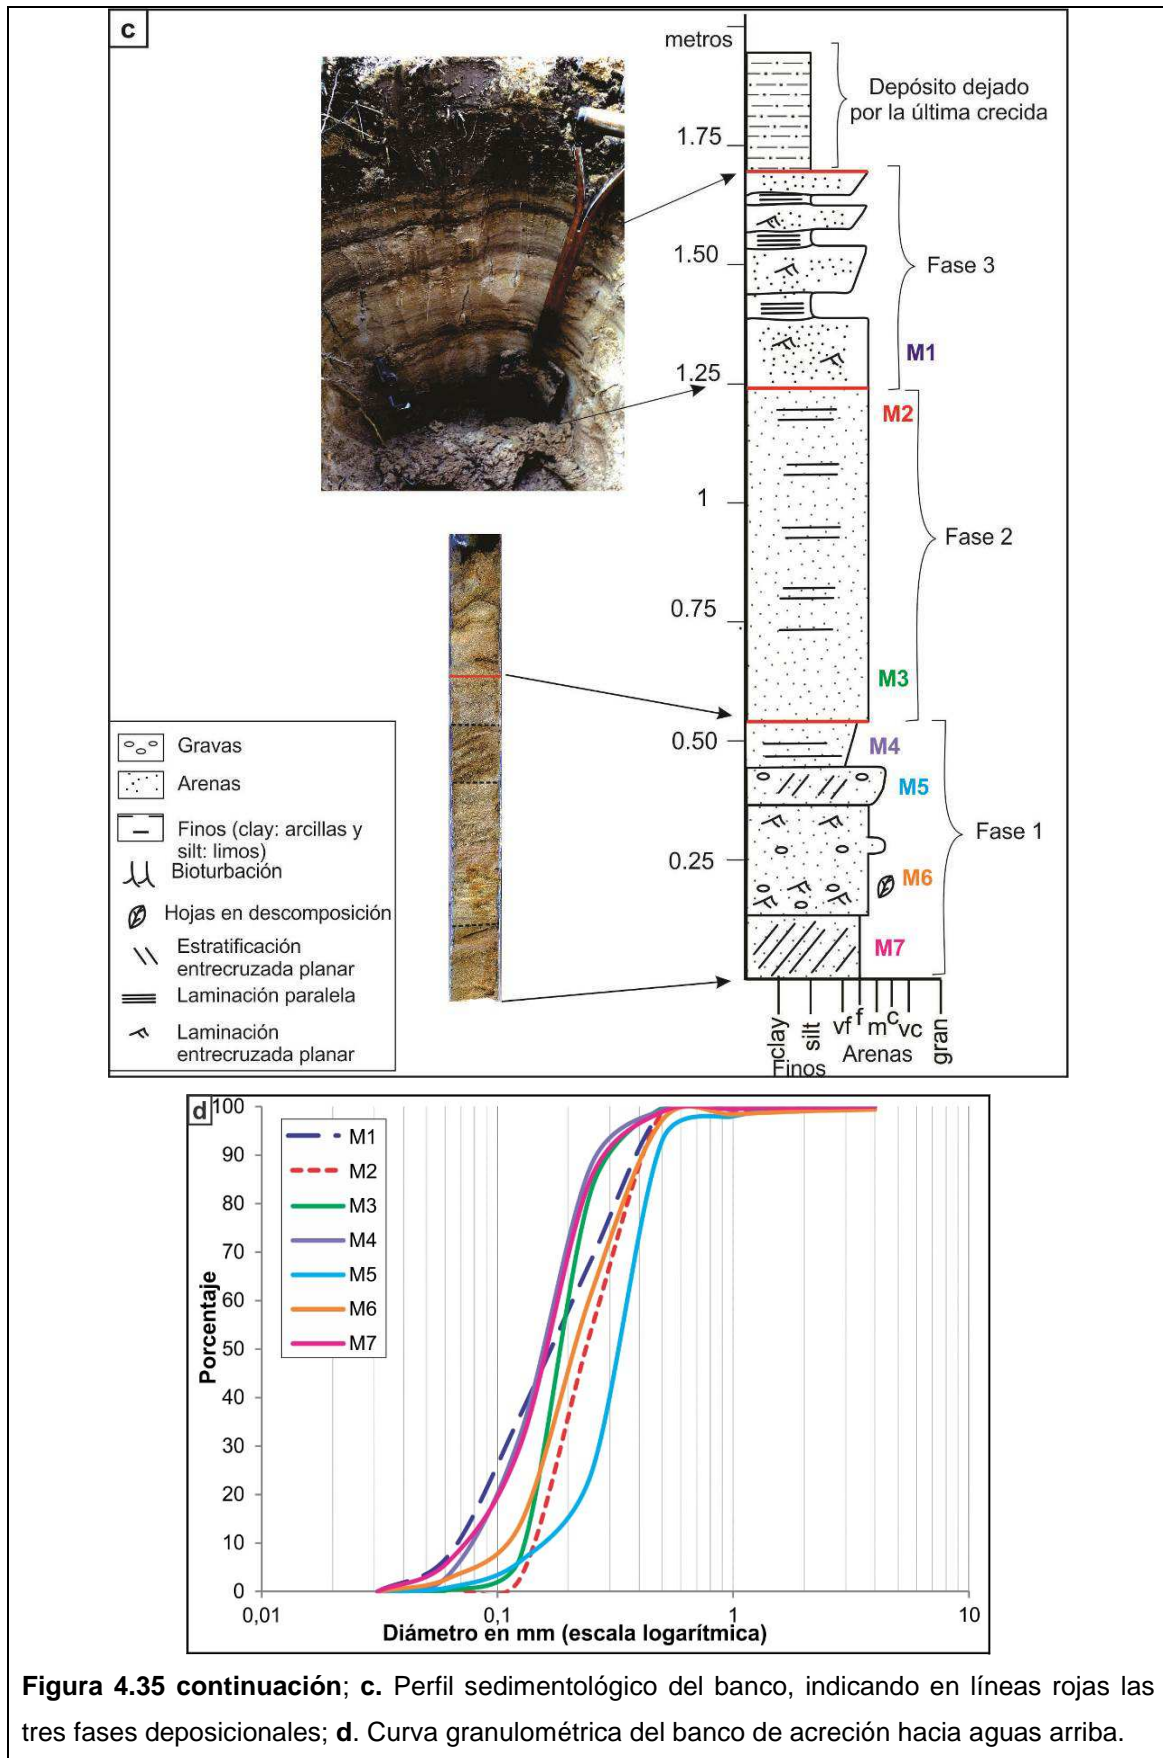 c
metros
Depósito dejado
por la última crecida
1.75
1.50
Fase 3
M1
1.25
M2
1
Fase 2
0.75
M3
0.50
M4
M5
Fase 1
0.25
M6
M7
clay
silt
vf
f
m
c
vc
gran
Finos
Arenas
Gravas
Arenas
Finos (clay: arcillas y
silt: limos)
Bioturbación
Hojas en descomposición
Estratificación
entrecruzada planar
Laminación paralela
Laminación
entrecruzada planar
d
100
90
80
70
60
50
40
30
20
10
0
Porcentaje
M1
M2
M3
M4
M5
M6
M7
0,01
0,1
1
10
Diámetro en mm (escala logarítmica)
Figura 4.35 continuación; c. Perfil sedimentológico del banco, indicando en líneas rojas las
tres fases deposicionales; d. Curva granulométrica del banco de acreción hacia aguas arriba.